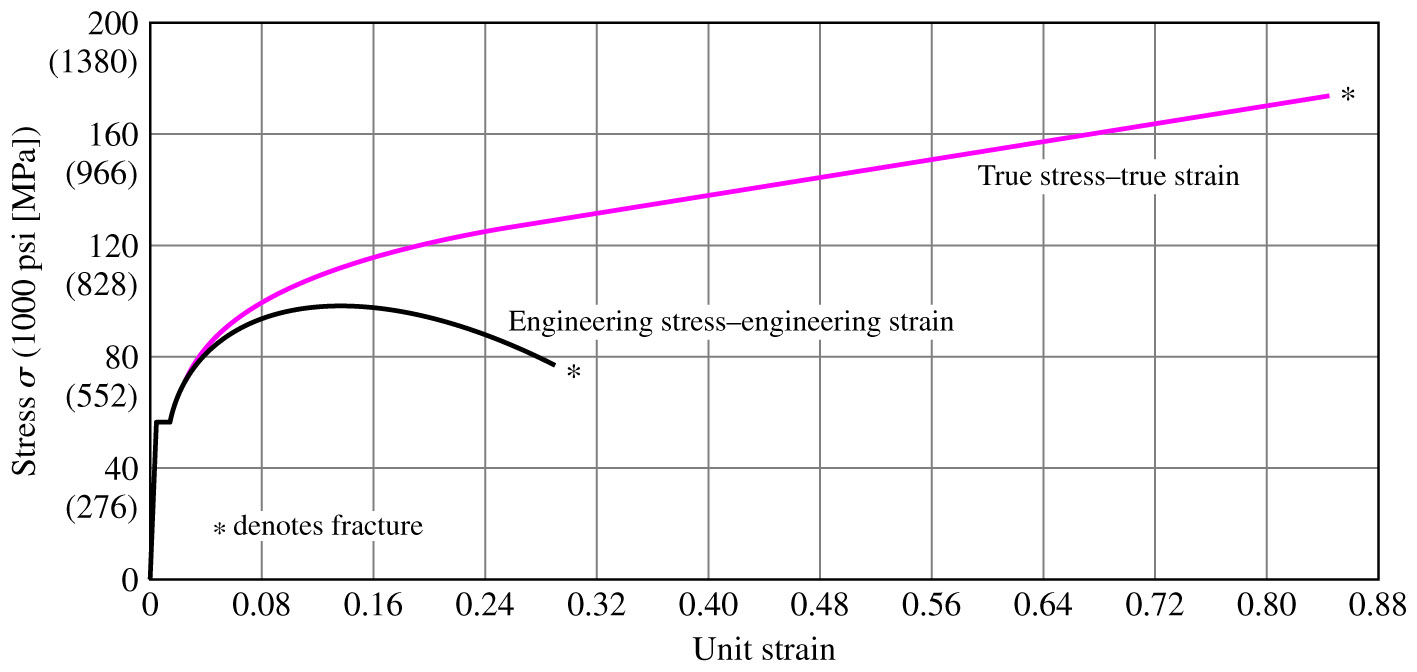 200
(1380)
160
(966)
120
(828)
80
(552)
40
(276)
0
Stress σ (1000 psi [MPa])
*
True stress–true strain
Engineering stress–engineering strain
*
* denotes fracture
0 0.08 0.16 0.24 0.32 0.40 0.48 0.56 0.64 0.72 0.80 0.88
Unit strain